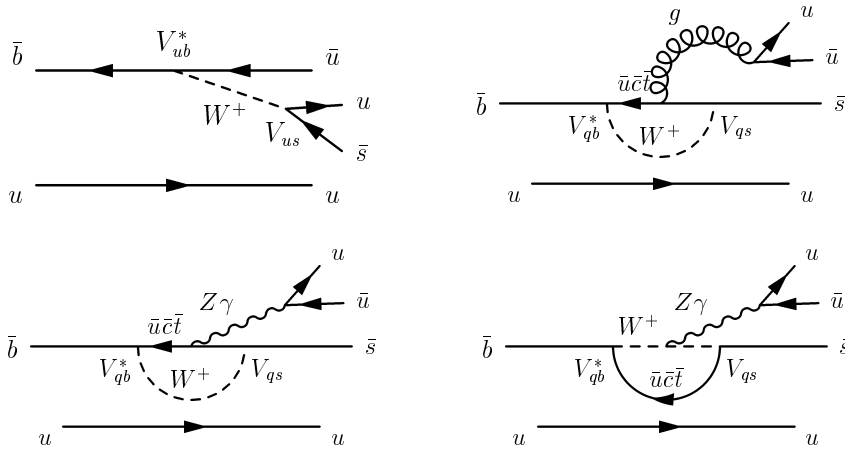 V*ub
b̄
ū
W+
u
Vus
s̄
u
u
g
u
ū
ūc̄t̄
b̄
s̄
V*qb
W+
Vqs
u
u
u
Zγ
ū
ūc̄t̄
b̄
s̄
V*qb
W+
Vqs
u
u
u
Zγ
ū
W+
b̄
s̄
V*qb
ūc̄t̄
Vqs
u
u